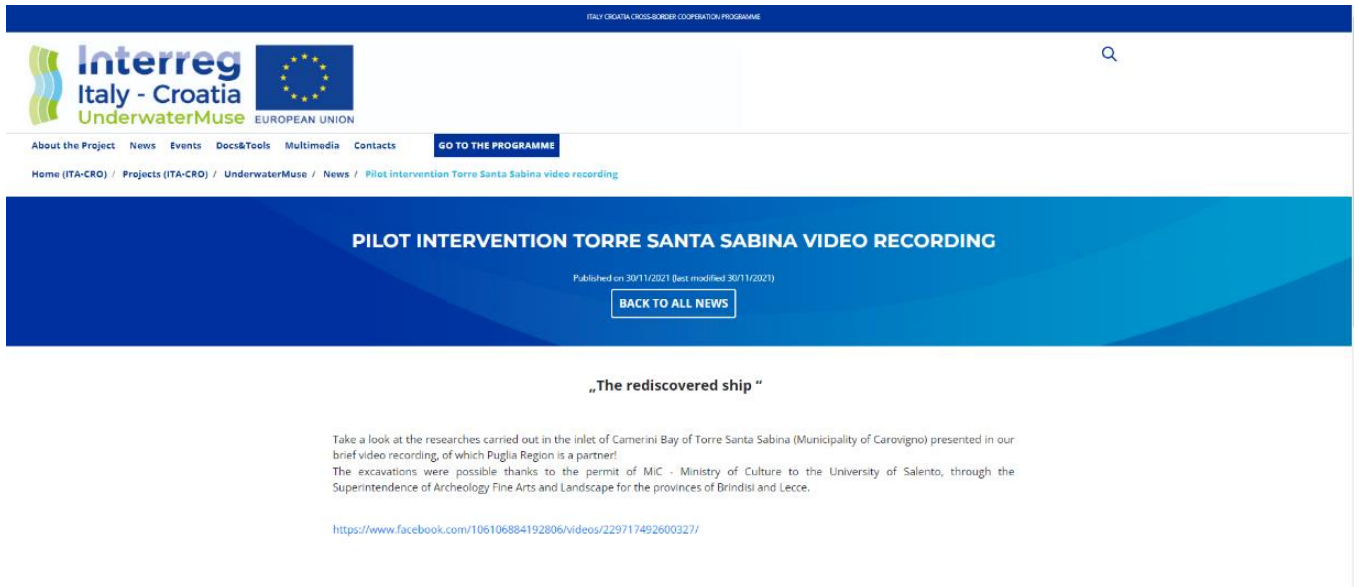 ITALY CROATIA CROSS-BORDER COOPERATION PROGRAMME
Interreg
Italy - Croatia
UnderwaterMuse EUROPEAN UNION
About the Project News Events Docs&Tools Multimedia Contacts GO TO THE PROGRAMME
Home (ITA-CRO) / Projects (ITA-CRO) / UnderwaterMuse / News / Pilot intervention Torre Santa Sabina video recording
PILOT INTERVENTION TORRE SANTA SABINA VIDEO RECORDING
Published on 30/11/2021 (last modified 30/11/2021)
BACK TO ALL NEWS
„The rediscovered ship “
Take a look at the researches carried out in the inlet of Camerini Bay of Torre Santa Sabina (Municipality of Carovigno) presented in our
brief video recording, of which Puglia Region is a partner!
The excavations were possible thanks to the permit of MiC - Ministry of Culture to the University of Salento, through the
Superintendence of Archeology Fine Arts and Landscape for the provinces of Brindisi and Lecce.
https://www.facebook.com/106106884192806/videos/229717492600327/